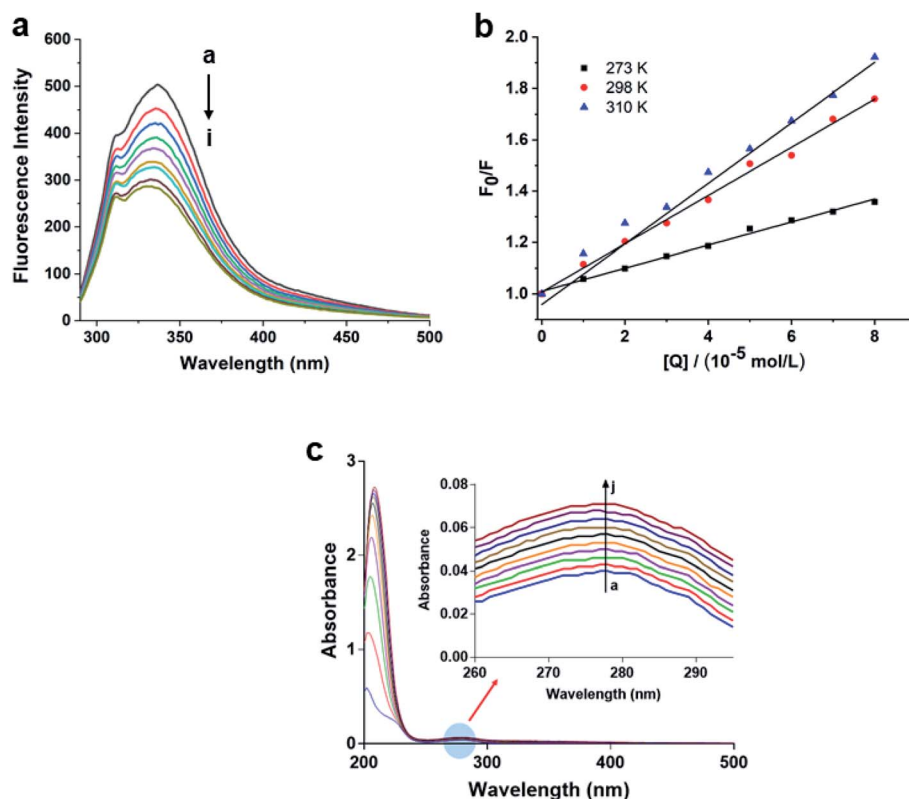 a
600
500
400
300
200
100
0
300
350
400
450
500
Fluorescence Intensity
Wavelength (nm)
a
i
b
2.0
1.8
1.6
1.4
1.2
1.0
0
2
4
6
8
F0/F
[Q] / (10-5 mol/L)
273 K
298 K
310 K
c
3
2
1
0
200
300
400
500
Absorbance
Wavelength (nm)
0.08
0.06
0.04
0.02
0.00
260
270
280
290
Absorbance
Wavelength (nm)
j
a